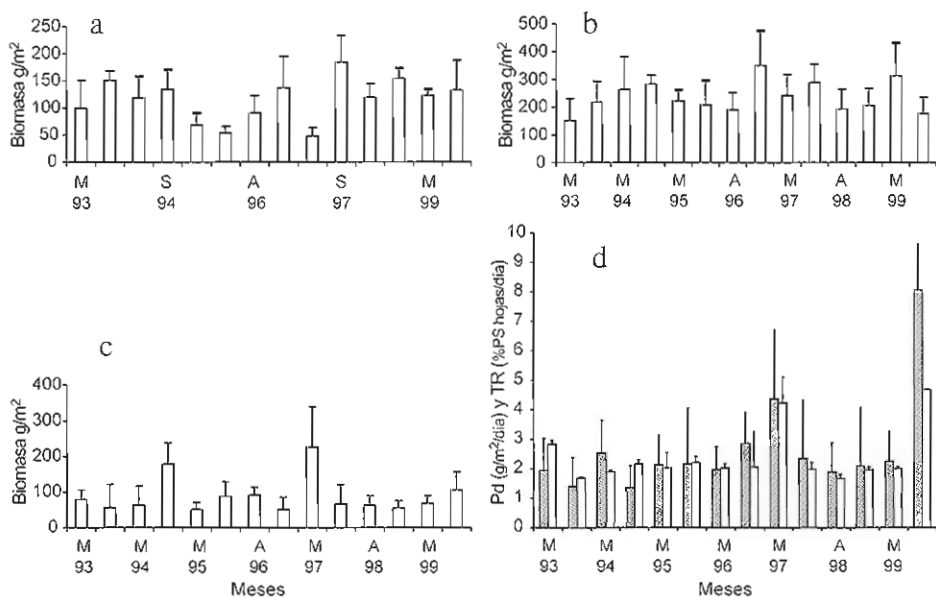 a
Biomasa g/m²
250
200
150
100
50
0
M S A S M
93 94 96 97 99
b
Biomasa g/m²
500
400
300
200
100
0
M M M A M A M
93 94 95 96 97 98 99
c
Biomasa g/m²
400
300
200
100
0
M M M A M A M
93 94 95 96 97 98 99
Meses
d
Pd (g/m²/dia) y TR (%PS hojas/dia)
10
9
8
7
6
5
4
3
2
1
0
M M M M M A M
93 94 95 96 97 98 99
Meses